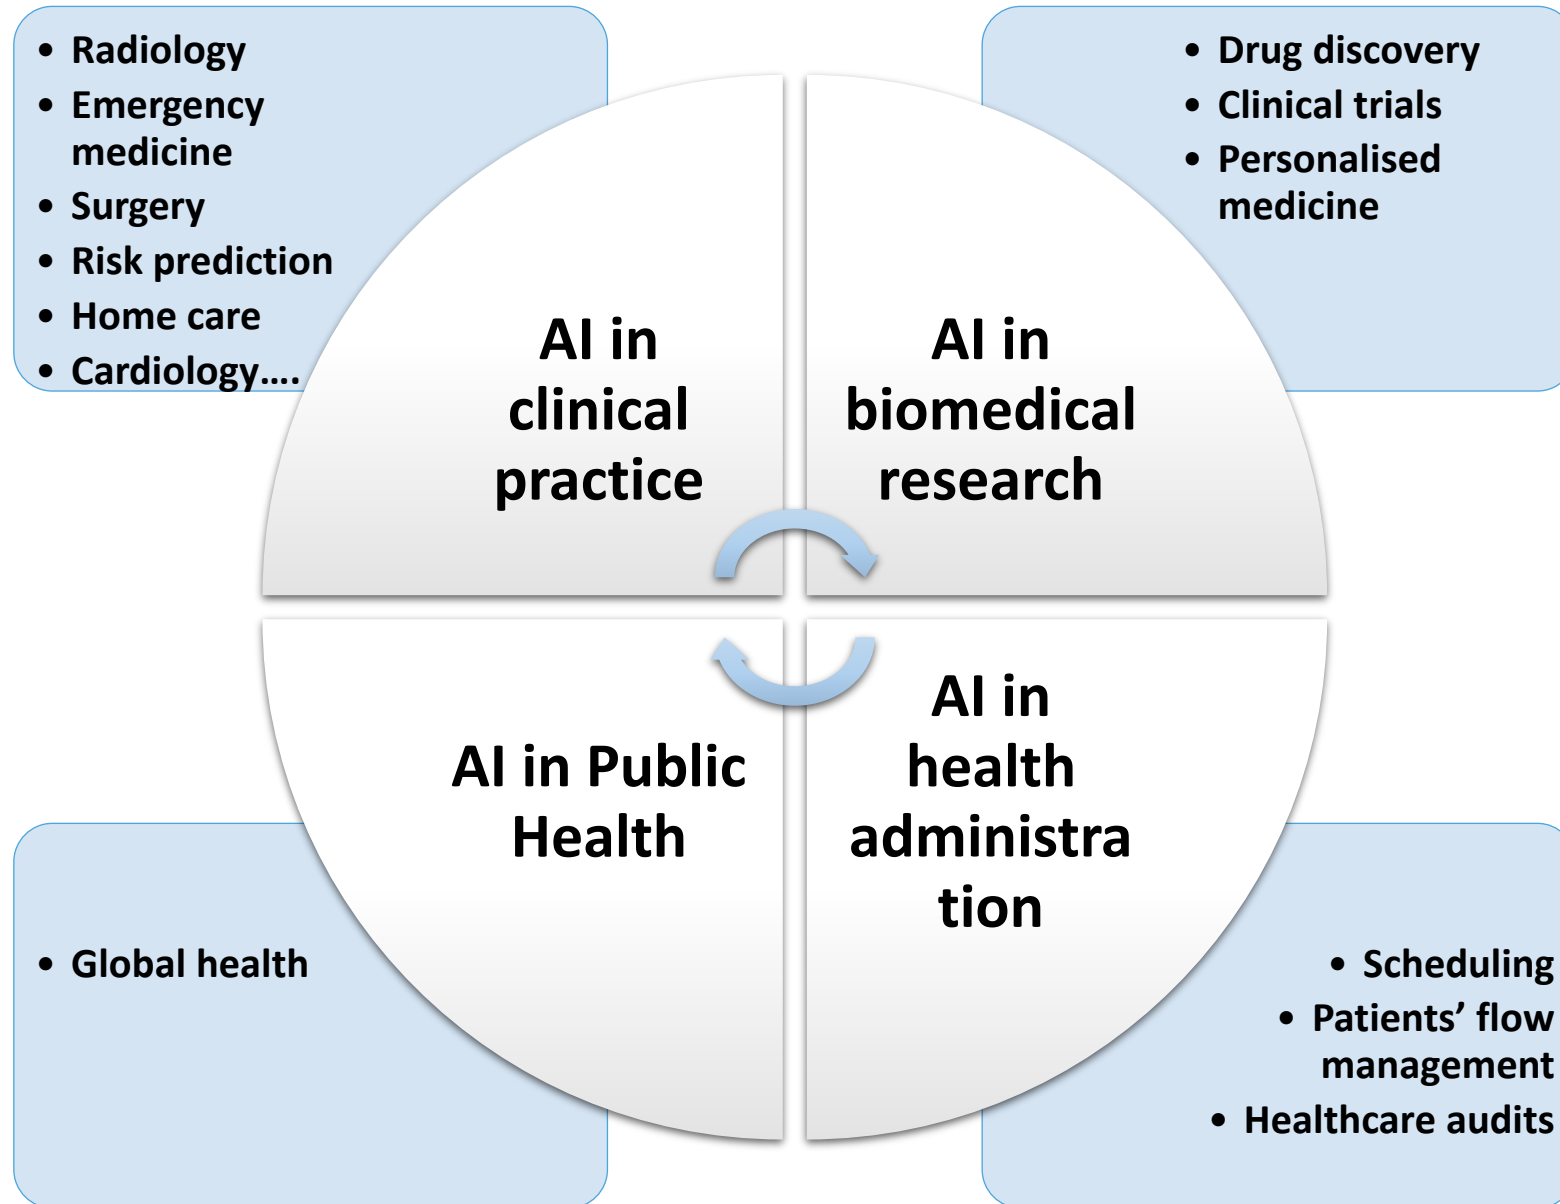 • Radiology
• Emergency
medicine
• Surgery
• Risk prediction
• Home care
• Cardiology....
• Drug discovery
• Clinical trials
• Personalised
medicine
AI in
clinical
practice
AI in
biomedical
research
AI in Public
Health
AI in
health
administra
tion
• Global health
• Scheduling
• Patients’ flow
management
• Healthcare audits